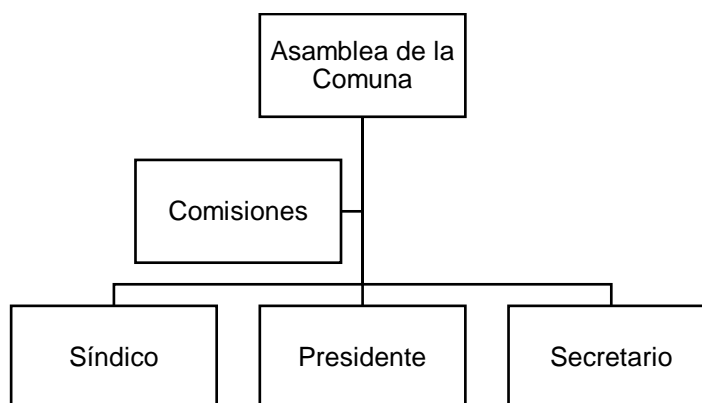 Asamblea de la
Comuna
Comisiones
Síndico
Presidente
Secretario